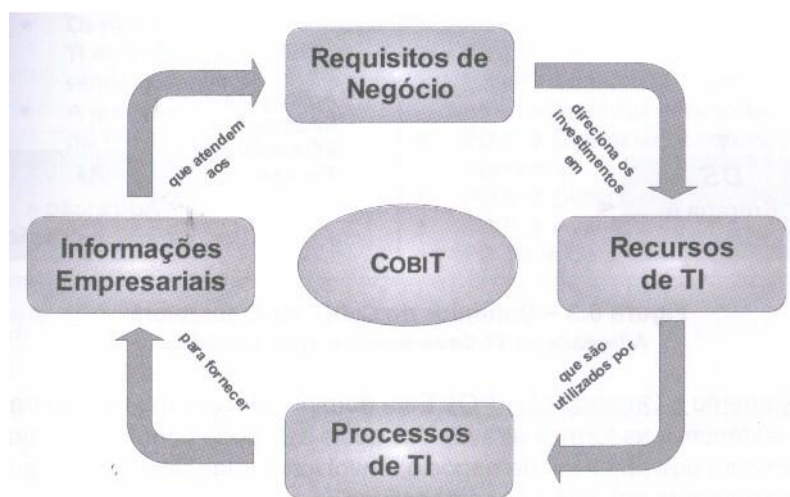 Requisitos de
Negócio
direciona os
investimentos
em
Recursos
de TI
que são
utilizados por
Processos
de TI
para fornecer
Informações
Empresariais
que atendem
aos
COBIT